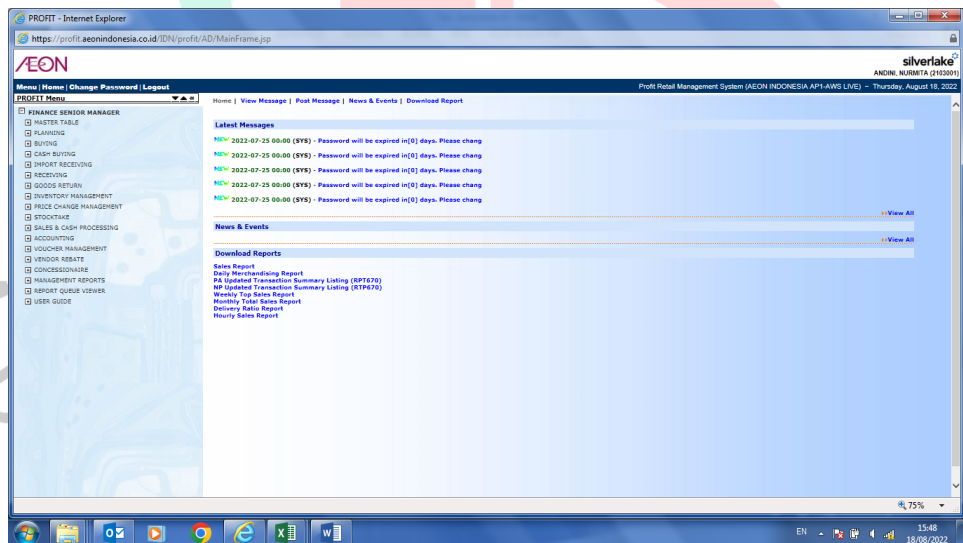 PROFIT - Internet Explorer
https://profit.aeonindonesia.co.id/IDN/profit/AD/MainFrame.jsp
ÆON
silverlake
ANDINI, NURMITA (2103001)
Menu | Home | Change Password | Logout
Profit Retail Management System (AEON INDONESIA AP1-AWS LIVE) - Thursday, August 18, 2022
PROFIT Menu
Home | View Message | Post Message | News & Events | Download Report
FINANCE SENIOR MANAGER
MASTER TABLE
PLANNING
BUYING
CASH BUYING
IMPORT RECEIVING
RECEIVING
GOODS RETURN
INVENTORY MANAGEMENT
PRICE CHANGE MANAGEMENT
STOCKTAKE
SALES & CASH PROCESSING
ACCOUNTING
VOUCHER MANAGEMENT
VENDOR REBATE
CONCESSIONAIRE
MANAGEMENT REPORTS
REPORT QUEUE VIEWER
USER GUIDE
Latest Messages
NEW 2022-07-25 00:00 (SYS) - Password will be expired in[0] days. Please chang
NEW 2022-07-25 00:00 (SYS) - Password will be expired in[0] days. Please chang
NEW 2022-07-25 00:00 (SYS) - Password will be expired in[0] days. Please chang
NEW 2022-07-25 00:00 (SYS) - Password will be expired in[0] days. Please chang
NEW 2022-07-25 00:00 (SYS) - Password will be expired in[0] days. Please chang
View All
News & Events
View All
Download Reports
Sales Report
Daily Merchandising Report
PA Updated Transaction Summary Listing (RPT670)
NP Updated Transaction Summary Listing (RTP670)
Weekly Top Sales Report
Monthly Total Sales Report
Delivery Ratio Report
Hourly Sales Report
75%
EN
15:48
18/08/2022